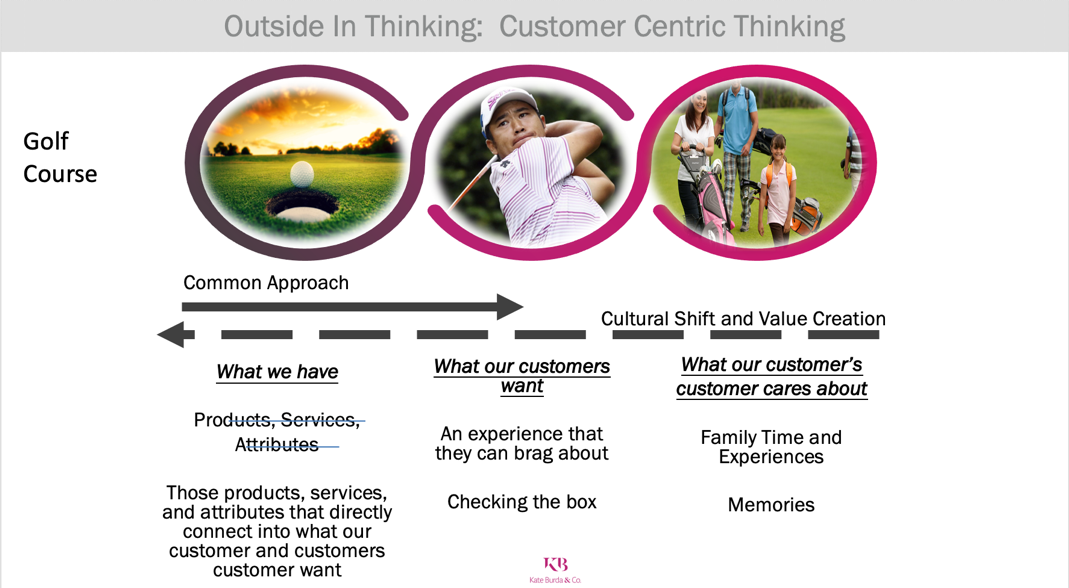 Outside In Thinking:  Customer Centric Thinking
Golf
Course
Common Approach
Cultural Shift and Value Creation
What we have
Products, Services,
Attributes
Those products, services,
and attributes that directly
connect into what our
customer and customers
customer want
What our customers
want
An experience that
they can brag about
Checking the box
What our customer's
customer cares about
Family Time and
Experiences
Memories
KB
Kate Burda & Co.